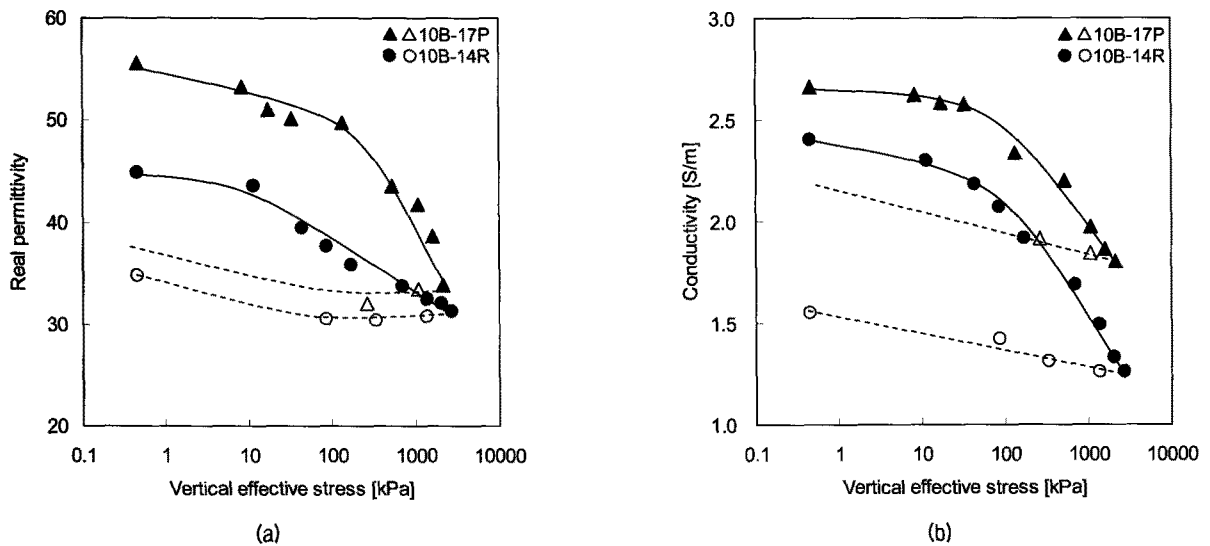 60
50
40
30
20
Real permittivity
▲ △ 10B-17P
● ○ 10B-14R
0.1 1 10 100 1000 10000
Vertical effective stress [kPa]
(a)
3.0
2.5
2.0
1.5
1.0
Conductivity [S/m]
▲ △ 10B-17P
● ○ 10B-14R
0.1 1 10 100 1000 10000
Vertical effective stress [kPa]
(b)